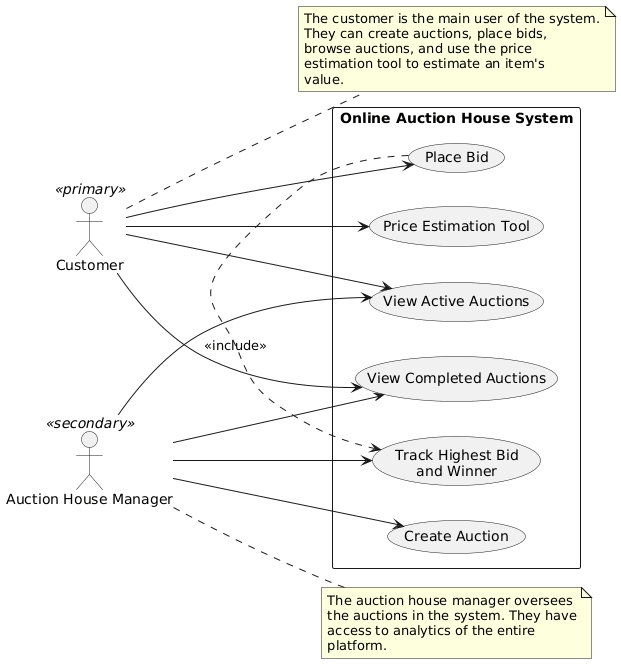 The customer is the main user of the system.
They can create auctions, place bids,
browse auctions, and use the price
estimation tool to estimate an item's
value.
Online Auction House System
Place Bid
«primary»
Customer
Price Estimation Tool
View Active Auctions
«include»
View Completed Auctions
«secondary»
Auction House Manager
Track Highest Bid
and Winner
Create Auction
The auction house manager oversees
the auctions in the system. They have
access to analytics of the entire
platform.